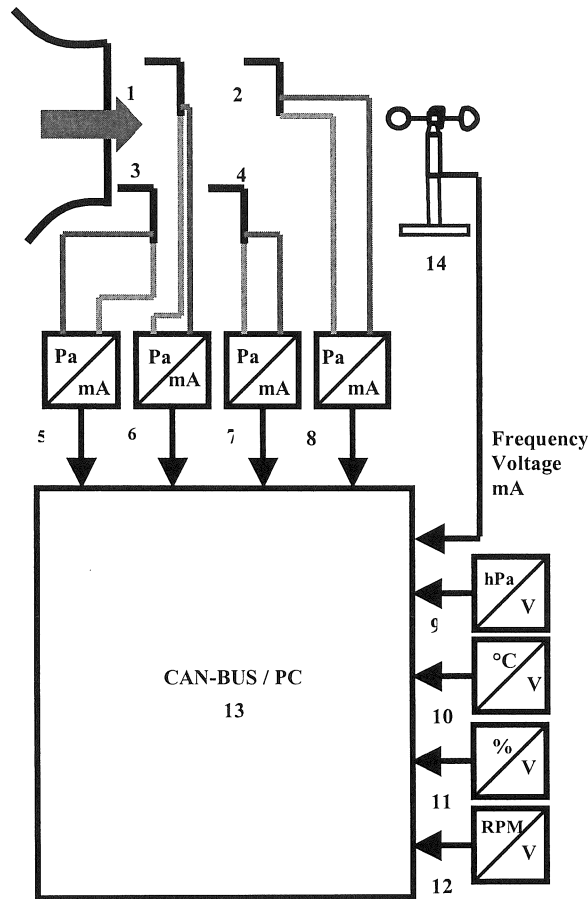 1
2
3
4
14
Pa
mA
Pa
mA
Pa
mA
Pa
mA
5
6
7
8
Frequency
Voltage
mA
hPa
V
9
°C
V
10
CAN-BUS / PC
13
%
V
11
RPM
V
12